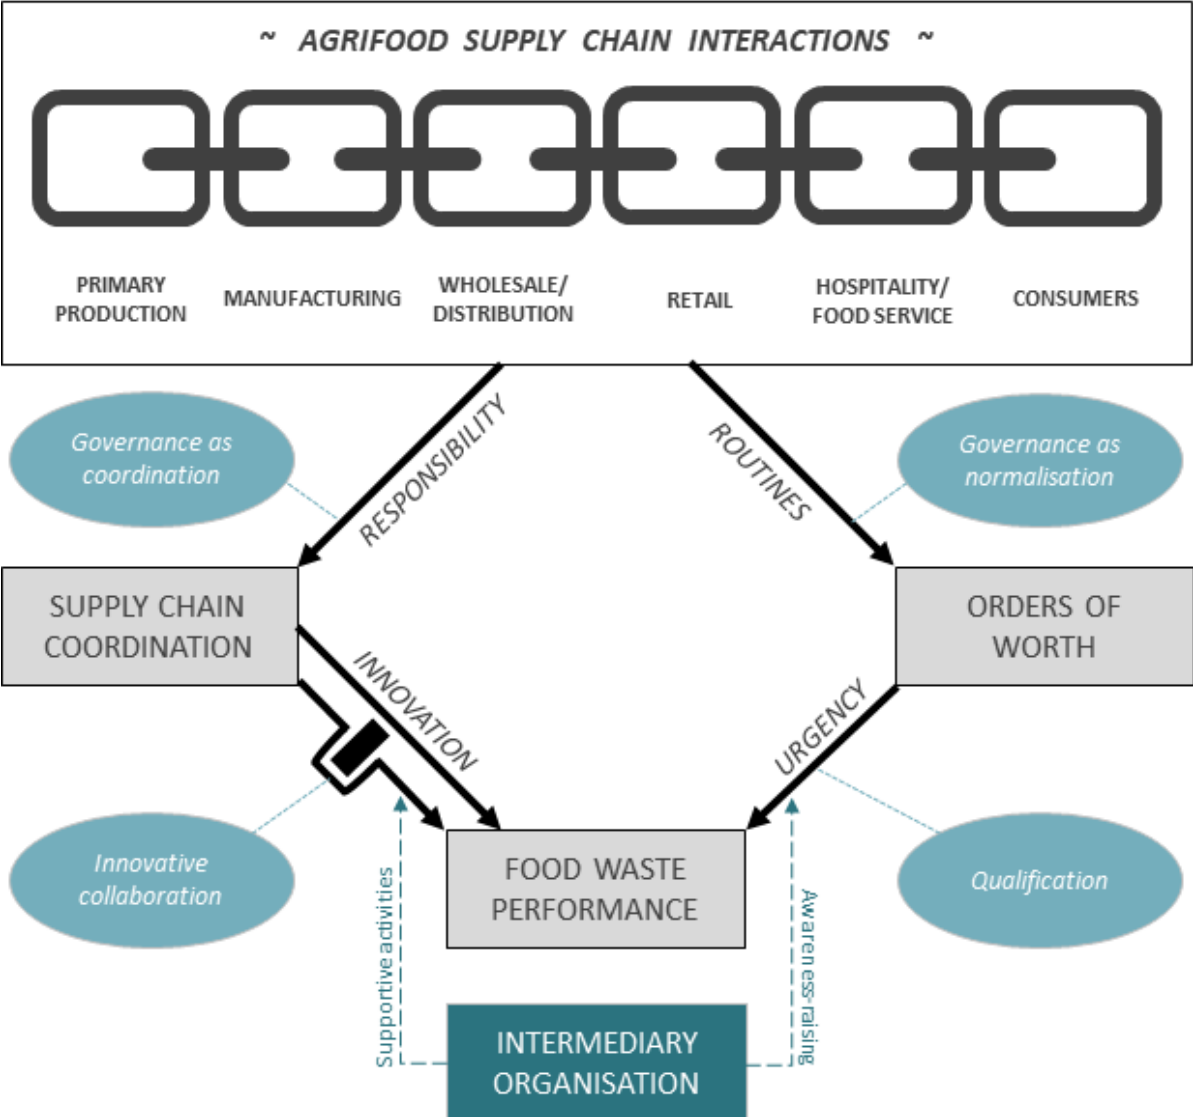 ~ AGRIFOOD SUPPLY CHAIN INTERACTIONS ~
PRIMARY
PRODUCTION
MANUFACTURING
WHOLESALE/
DISTRIBUTION
RETAIL
HOSPITALITY/
FOOD SERVICE
CONSUMERS
Governance as
coordination
RESPONSIBILITY
ROUTINES
Governance as
normalisation
SUPPLY CHAIN
COORDINATION
ORDERS OF
WORTH
INNOVATION
URGENCY
Innovative
collaboration
Supportive activities
FOOD WASTE
PERFORMANCE
Awareness-raising
Qualification
INTERMEDIARY
ORGANISATION